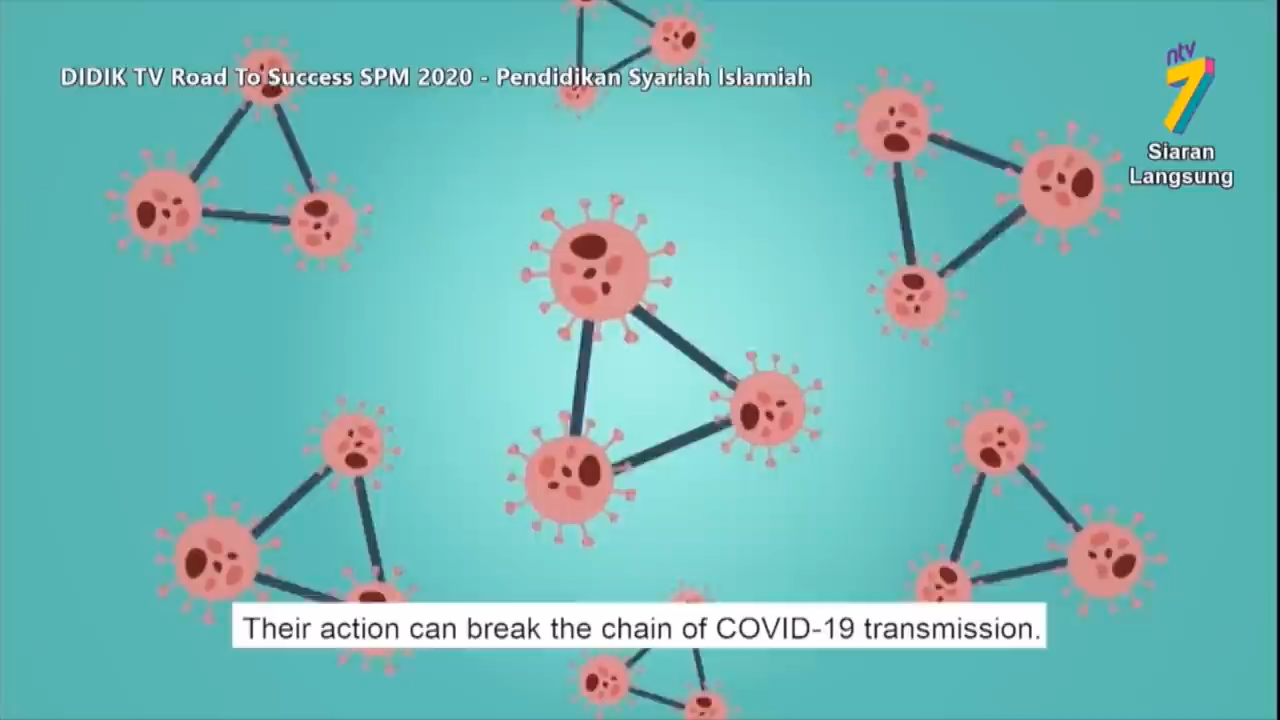 DIDIK TV Road To Success SPM 2020 - Pendidikan Syariah Islamiah
ntv
7
Siaran
Langsung
Their action can break the chain of COVID-19 transmission.